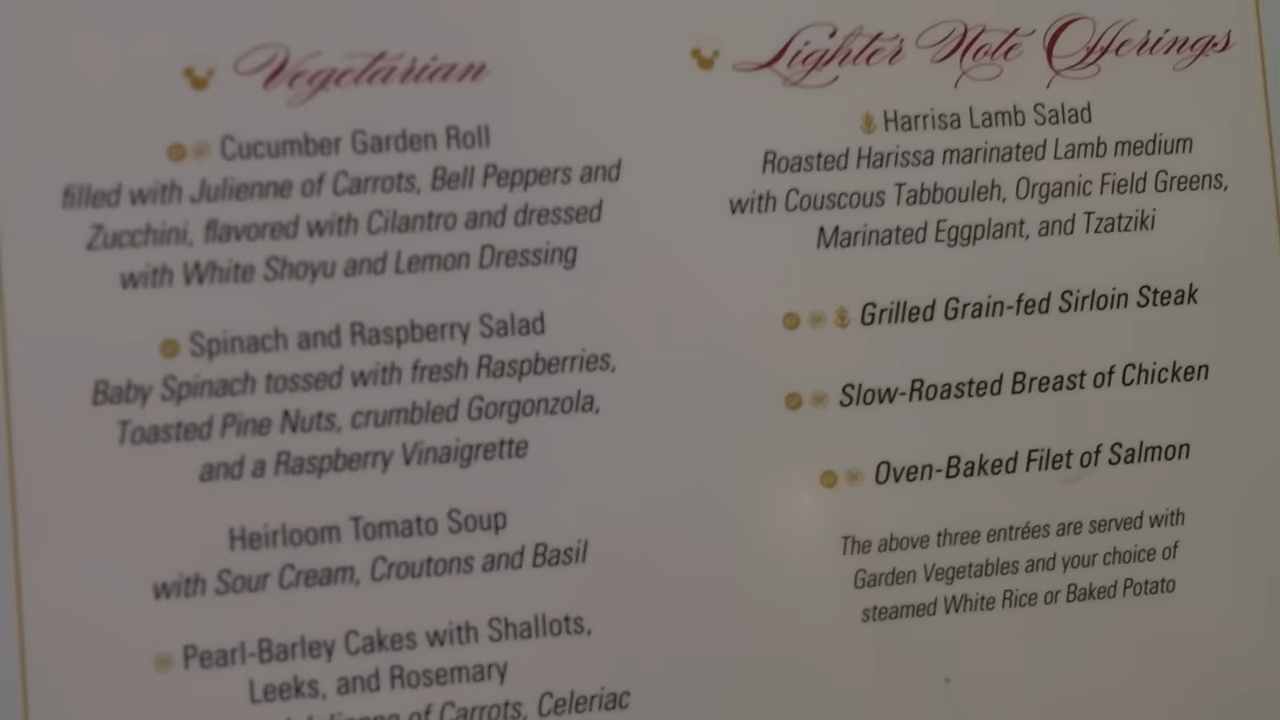 Vegetarian
Cucumber Garden Roll
filled with Julienne of Carrots, Bell Peppers and
Zucchini, flavored with Cilantro and dressed
with White Shoyu and Lemon Dressing
Spinach and Raspberry Salad
Baby Spinach tossed with fresh Raspberries,
Toasted Pine Nuts, crumbled Gorgonzola,
and a Raspberry Vinaigrette
Heirloom Tomato Soup
with Sour Cream, Croutons and Basil
Pearl-Barley Cakes with Shallots,
Leeks, and Rosemary
Julienne of Carrots, Celeriac
Lighter Note Offerings
Harrisa Lamb Salad
Roasted Harissa marinated Lamb medium
with Couscous Tabbouleh, Organic Field Greens,
Marinated Eggplant, and Tzatziki
Grilled Grain-fed Sirloin Steak
Slow-Roasted Breast of Chicken
Oven-Baked Filet of Salmon
The above three entrées are served with
Garden Vegetables and your choice of
steamed White Rice or Baked Potato